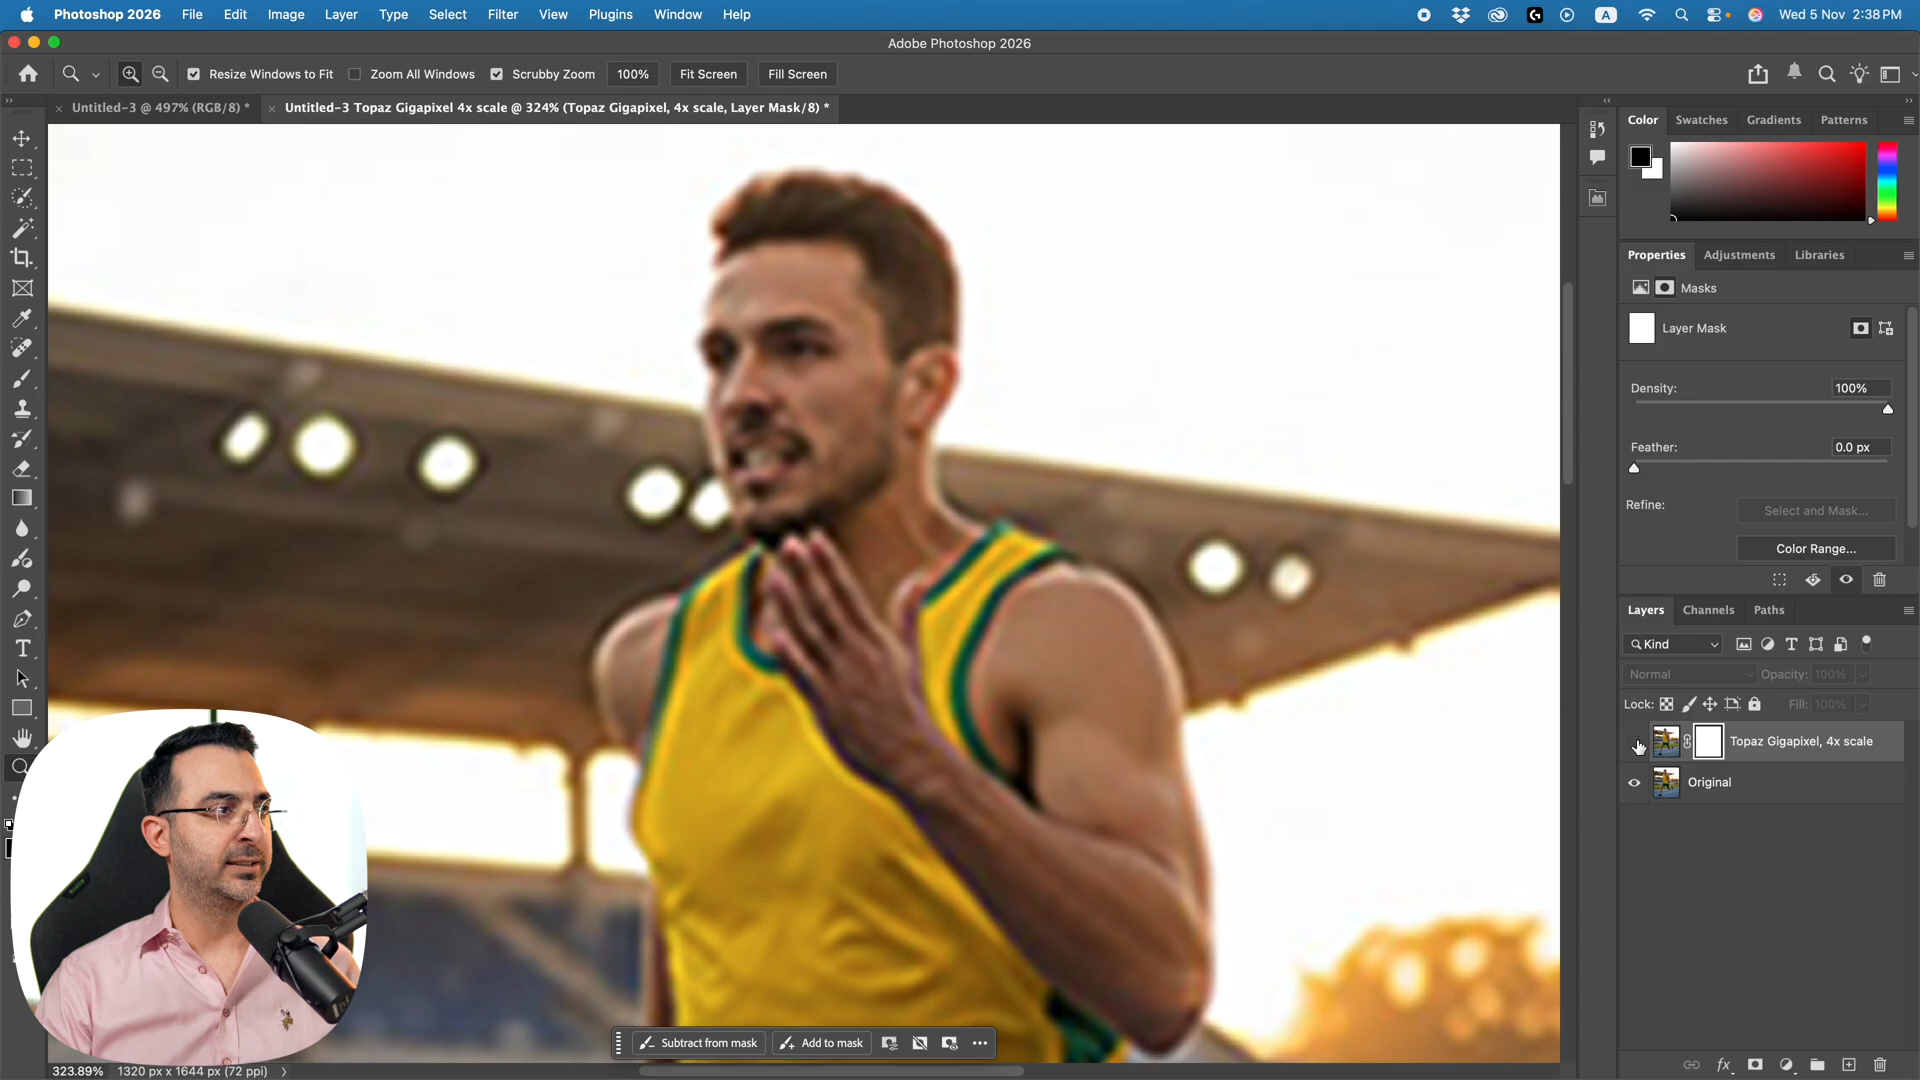 Photoshop 2026 File Edit Image Layer Type Select Filter View Plugins Window Help A Wed 5 Nov 2:38 PM
Adobe Photoshop 2026
Resize Windows to Fit Zoom All Windows Scrubby Zoom 100% Fit Screen Fill Screen
Untitled-3 @ 497% (RGB/8) * Untitled-3 Topaz Gigapixel 4x scale @ 324% (Topaz Gigapixel, 4x scale, Layer Mask/8) *
Color Swatches Gradients Patterns
Properties Adjustments Libraries
Masks
Layer Mask
Density: 100%
Feather: 0.0 px
Refine: Select and Mask...
Color Range...
Layers Channels Paths
Kind
Normal Opacity: 100%
Lock: Fill: 100%
Topaz Gigapixel, 4x scale
Original
Subtract from mask Add to mask
323.89% 1320 px x 1644 px (72 ppi)